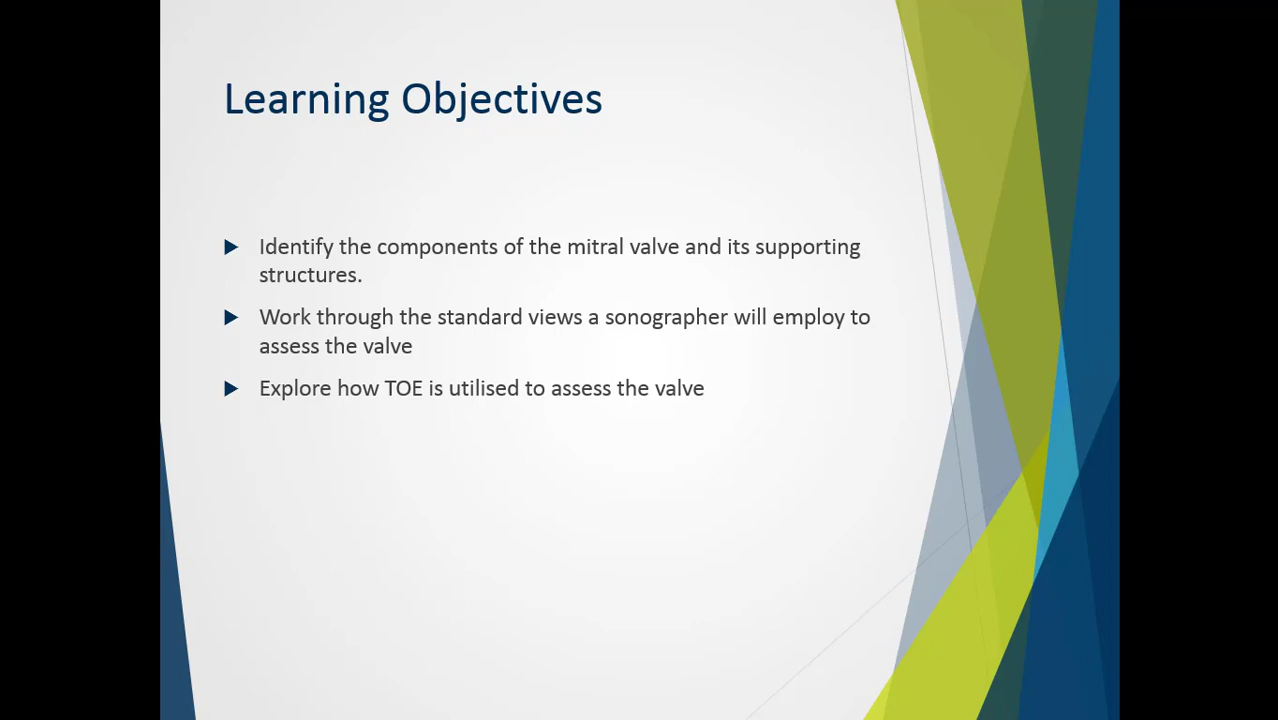 Learning Objectives
Identify the components of the mitral valve and its supporting
structures.
Work through the standard views a sonographer will employ to
assess the valve
Explore how TOE is utilised to assess the valve